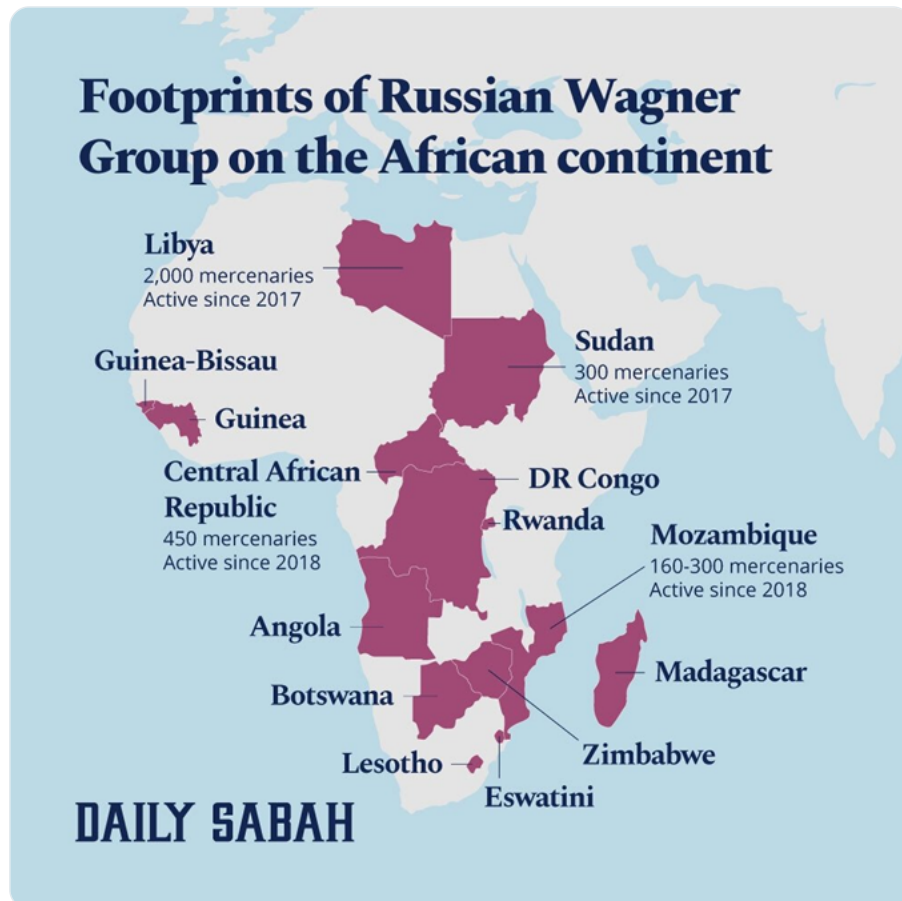 Footprints of Russian Wagner
Group on the African continent
Libya
2,000 mercenaries
Active since 2017
Sudan
300 mercenaries
Active since 2017
Guinea-Bissau
Guinea
Central African
Republic
450 mercenaries
Active since 2018
DR Congo
Rwanda
Mozambique
160-300 mercenaries
Active since 2018
Angola
Madagascar
Botswana
Zimbabwe
Lesotho
Eswatini
DAILY SABAH